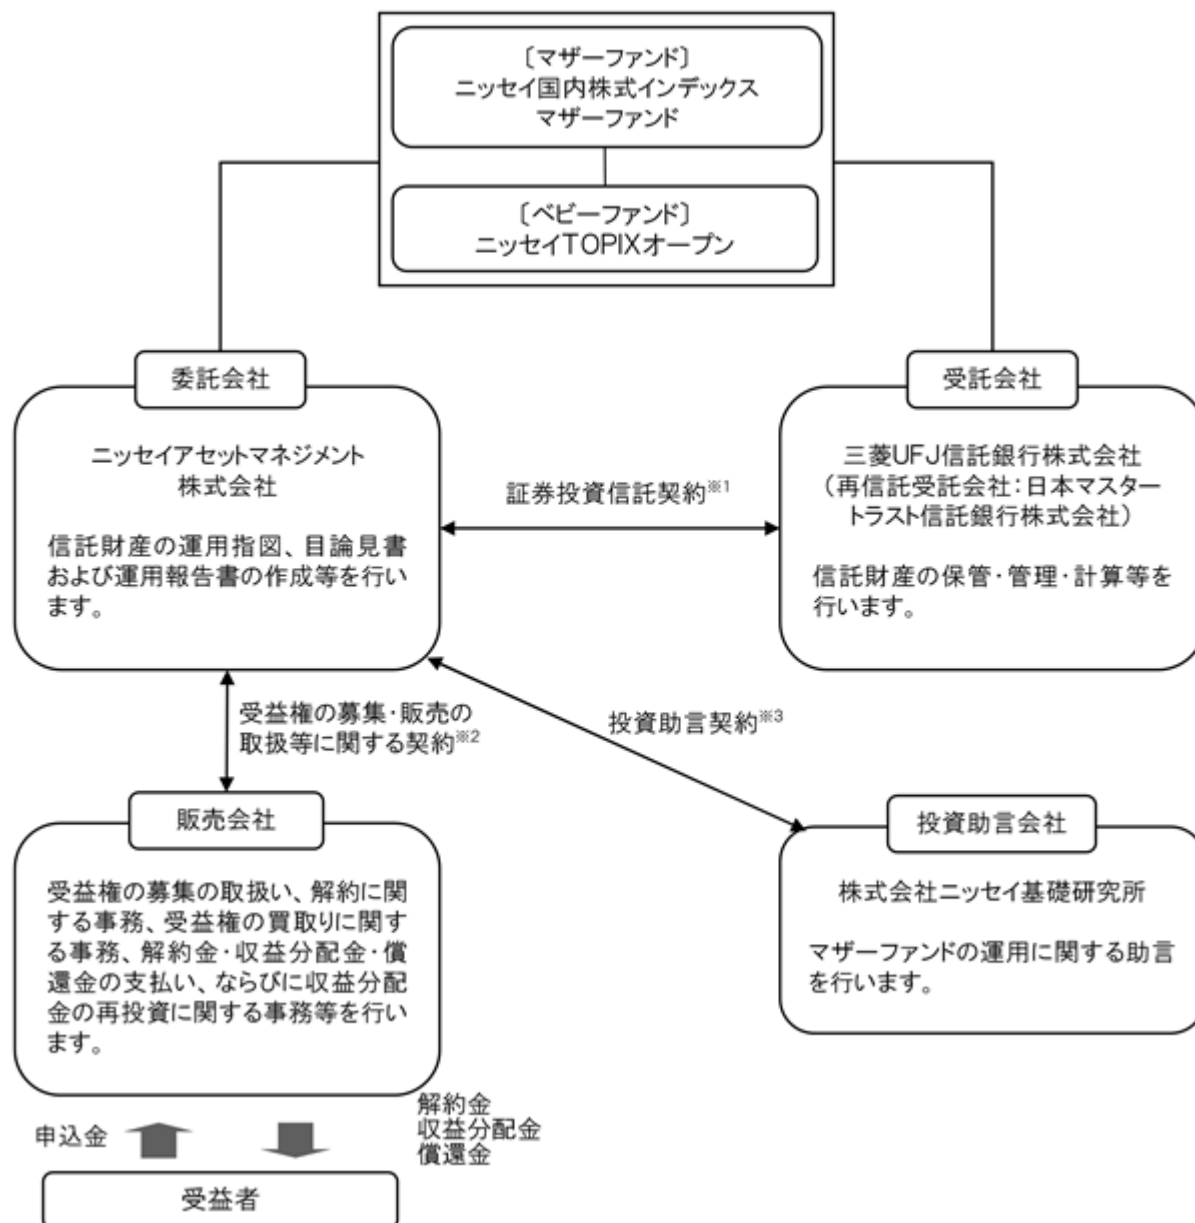 〔マザーファンド〕
ニッセイ国内株式インデックス
マザーファンド
〔ベビーファンド〕
ニッセイTOPIXオープン
委託会社
ニッセイアセットマネジメント
株式会社
信託財産の運用指図、目論見書
および運用報告書の作成等を行い
ます。
証券投資信託契約※1
受託会社
三菱UFJ信託銀行株式会社
（再信託受託会社：日本マスター
トラスト信託銀行株式会社）
信託財産の保管・管理・計算等を
行います。
受益権の募集・販売の
取扱等に関する契約※2
投資助言契約※3
販売会社
受益権の募集の取扱い、解約に関
する事務、受益権の買取りに関す
る事務、解約金・収益分配金・償
還金の支払い、ならびに収益分配
金の再投資に関する事務等を行い
ます。
投資助言会社
株式会社ニッセイ基礎研究所
マザーファンドの運用に関する助言
を行います。
申込金
解約金
収益分配金
償還金
受益者